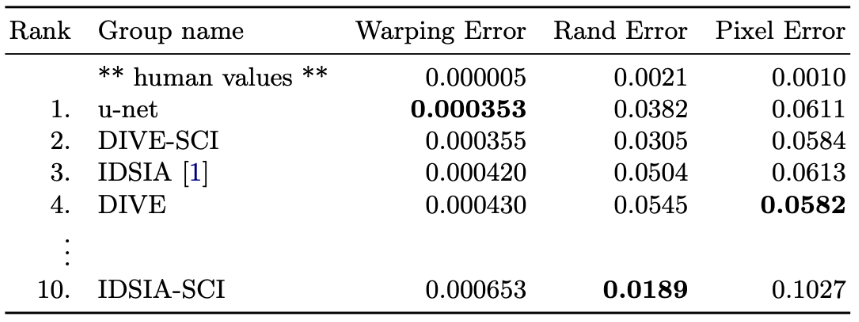 Rank Group name Warping Error Rand Error Pixel Error
** human values ** 0.000005 0.0021 0.0010
1. u-net 0.000353 0.0382 0.0611
2. DIVE-SCI 0.000355 0.0305 0.0584
3. IDSIA [1] 0.000420 0.0504 0.0613
4. DIVE 0.000430 0.0545 0.0582
⋮
10. IDSIA-SCI 0.000653 0.0189 0.1027